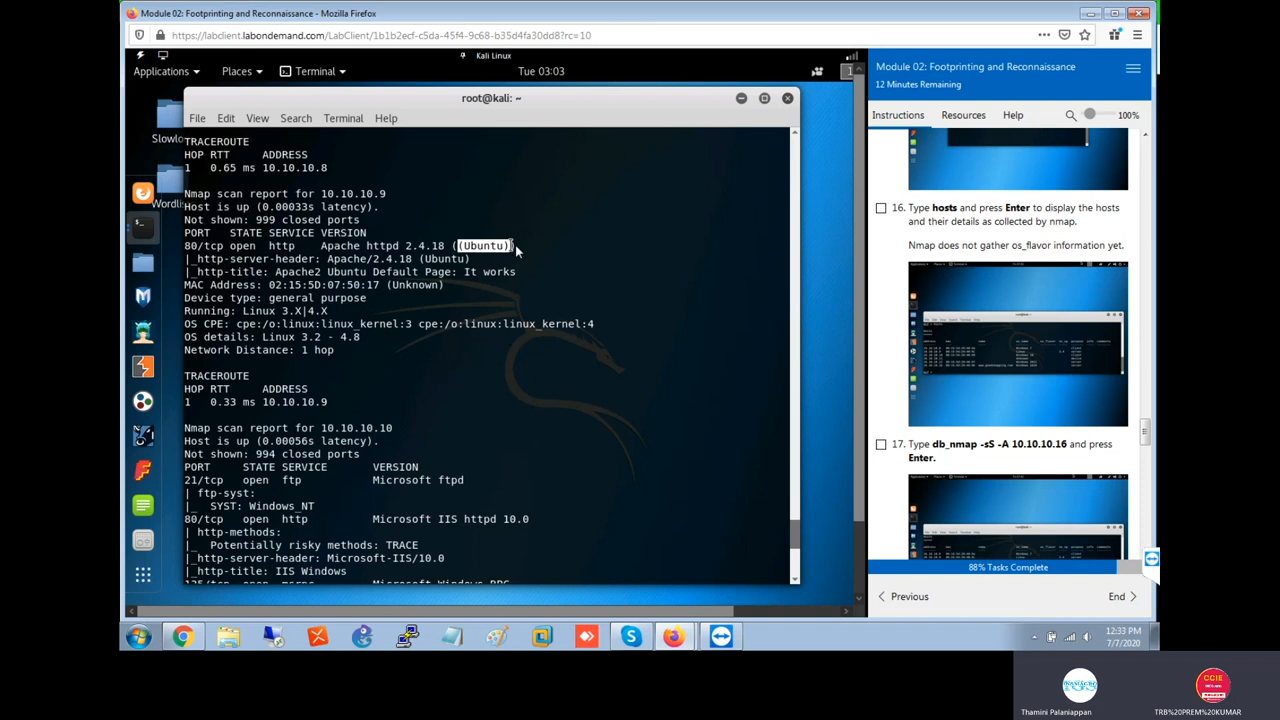 Module 02: Footprinting and Reconnaissance - Mozilla Firefox
https://labclient.labondemand.com/LabClient/1b1b2ecf-bc0a-45f4-9c68-b35d4fa30dd8?rc=10
Kali Linux
Applications
Places
Terminal
Tue 03:03
1
Slowlo
Wordlis
root@kali: ~
File Edit View Search Terminal Help
TRACEROUTE
HOP RTT ADDRESS
1 0.65 ms 10.10.10.8
Nmap scan report for 10.10.10.9
Host is up (0.00033s latency).
Not shown: 999 closed ports
PORT STATE SERVICE VERSION
80/tcp open http Apache httpd 2.4.18 ((Ubuntu))
|_http-server-header: Apache/2.4.18 (Ubuntu)
|_http-title: Apache2 Ubuntu Default Page: It works
MAC Address: 02:15:5D:07:50:17 (Unknown)
Device type: general purpose
Running: Linux 3.X|4.X
OS CPE: cpe:/o:linux:linux_kernel:3 cpe:/o:linux:linux_kernel:4
OS details: Linux 3.2 - 4.8
Network Distance: 1 hop
TRACEROUTE
HOP RTT ADDRESS
1 0.33 ms 10.10.10.9
Nmap scan report for 10.10.10.10
Host is up (0.00056s latency).
Not shown: 994 closed ports
PORT STATE SERVICE VERSION
21/tcp open ftp Microsoft ftpd
| ftp-syst:
|_ SYST: Windows_NT
80/tcp open http Microsoft IIS httpd 10.0
| http-methods:
|_ Potentially risky methods: TRACE
|_http-server-header: Microsoft-IIS/10.0
|_http-title: IIS Windows
Module 02: Footprinting and Reconnaissance
12 Minutes Remaining
Instructions Resources Help 100%
16. Type hosts and press Enter to display the hosts
and their details as collected by nmap.
Nmap does not gather os_flavor information yet.
17. Type db_nmap -sS -A 10.10.10.16 and press
Enter.
88% Tasks Complete
Previous
End
12:33 PM
7/7/2020
CCIE
Thamini Palaniappan
TRB%20PREM%20KUMAR